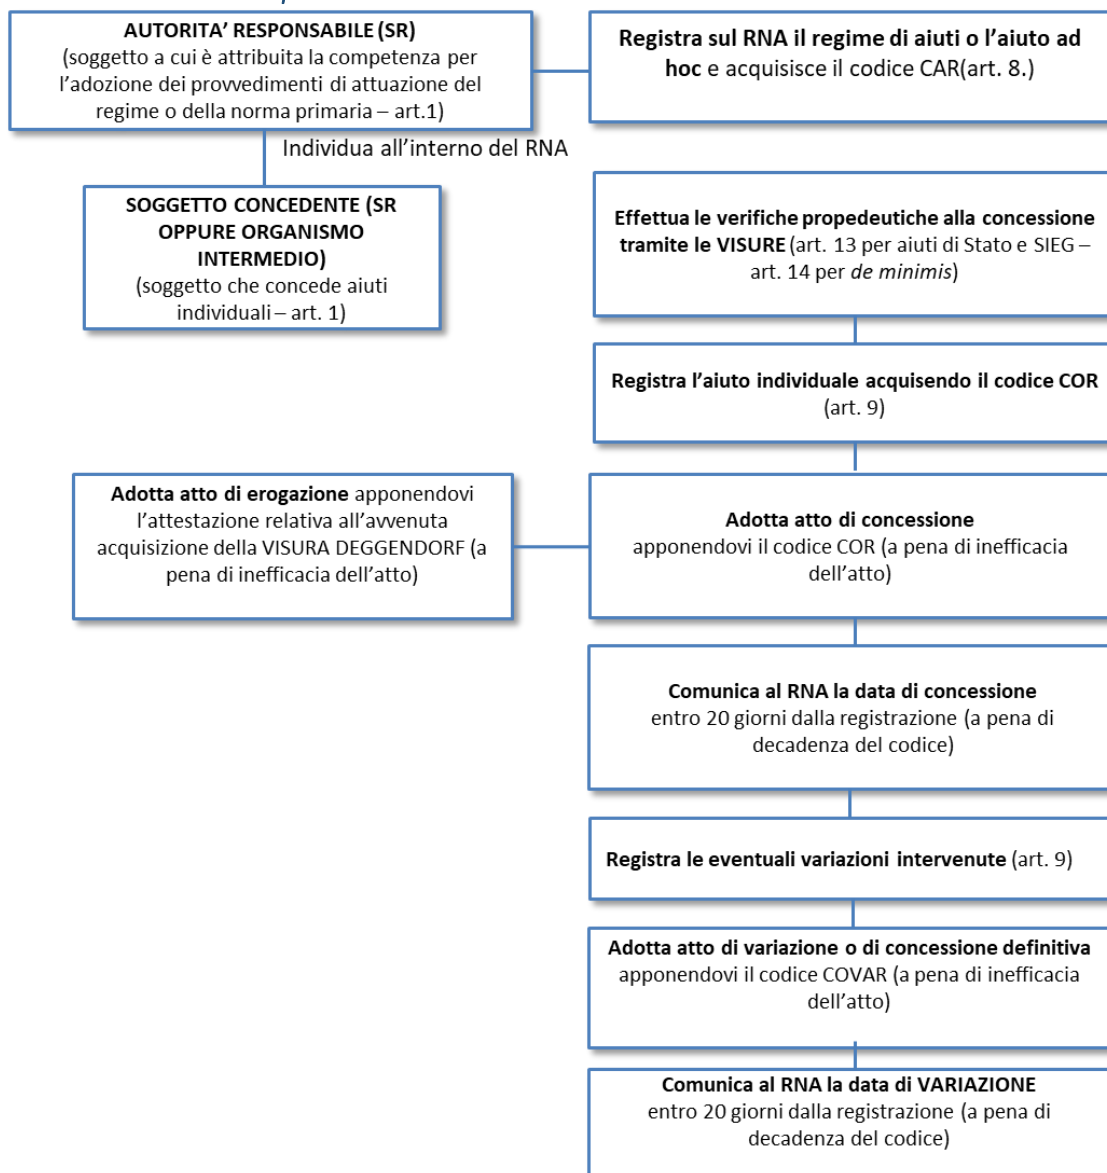 AUTORITA’ RESPONSABILE (SR)
(soggetto a cui è attribuita la competenza per
l’adozione dei provvedimenti di attuazione del
regime o della norma primaria – art.1)
Registra sul RNA il regime di aiuti o l’aiuto ad
hoc e acquisisce il codice CAR(art. 8.)
Individua all’interno del RNA
SOGGETTO CONCEDENTE (SR
OPPURE ORGANISMO
INTERMEDIO)
(soggetto che concede aiuti
individuali – art. 1)
Effettua le verifiche propedeutiche alla concessione
tramite le VISURE (art. 13 per aiuti di Stato e SIEG –
art. 14 per de minimis)
Registra l’aiuto individuale acquisendo il codice COR
(art. 9)
Adotta atto di erogazione apponendovi
l’attestazione relativa all’avvenuta
acquisizione della VISURA DEGGENDORF (a
pena di inefficacia dell’atto)
Adotta atto di concessione
apponendovi il codice COR (a pena di inefficacia
dell’atto)
Comunica al RNA la data di concessione
entro 20 giorni dalla registrazione (a pena di
decadenza del codice)
Registra le eventuali variazioni intervenute (art. 9)
Adotta atto di variazione o di concessione definitiva
apponendovi il codice COVAR (a pena di inefficacia
dell’atto)
Comunica al RNA la data di VARIAZIONE
entro 20 giorni dalla registrazione (a pena di
decadenza del codice)